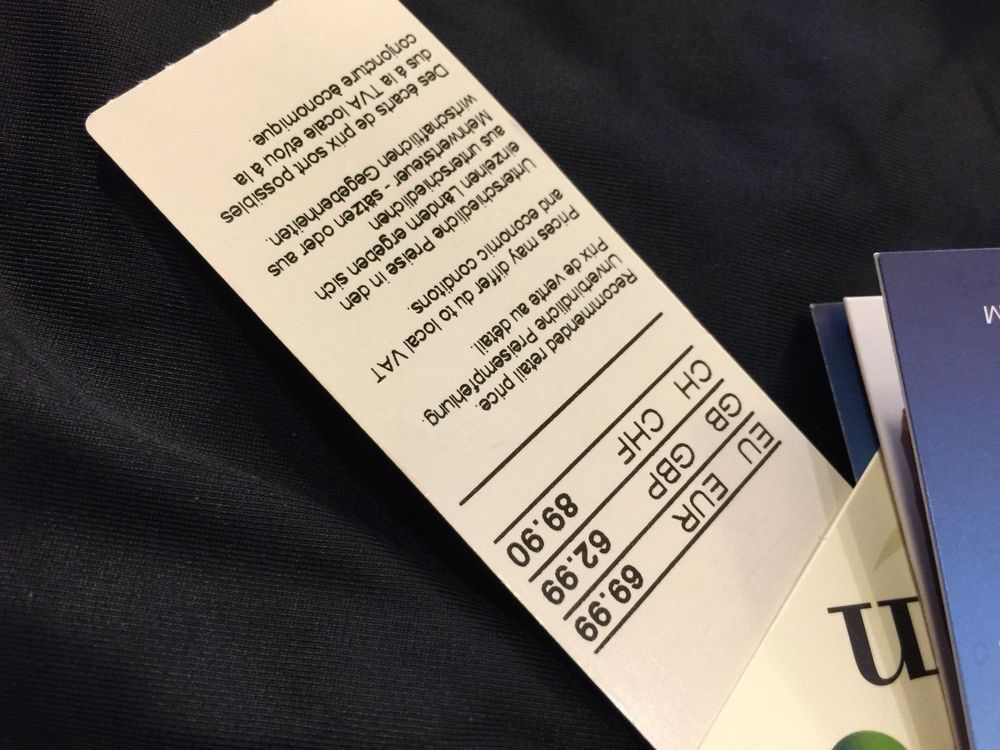 EU EUR 69.99
GB GBP 62.99
CH CHF 89.90
Recommended retail price.
Unverbindliche Preisempfehlung.
Prix de vente au détail.
Prices may differ du to local VAT
and economic conditons.
Unterschiedliche Preise in den
einzelnen Ländern ergeben sich
aus unterschiedlichen
Mehrwertsteuer - sätzen oder aus
wirtschaftlichen Gegebenheiten.
Des écarts de prix sont possibles
dus á la TVA locale et/ou á la
conjoncture èconomique.
m
M